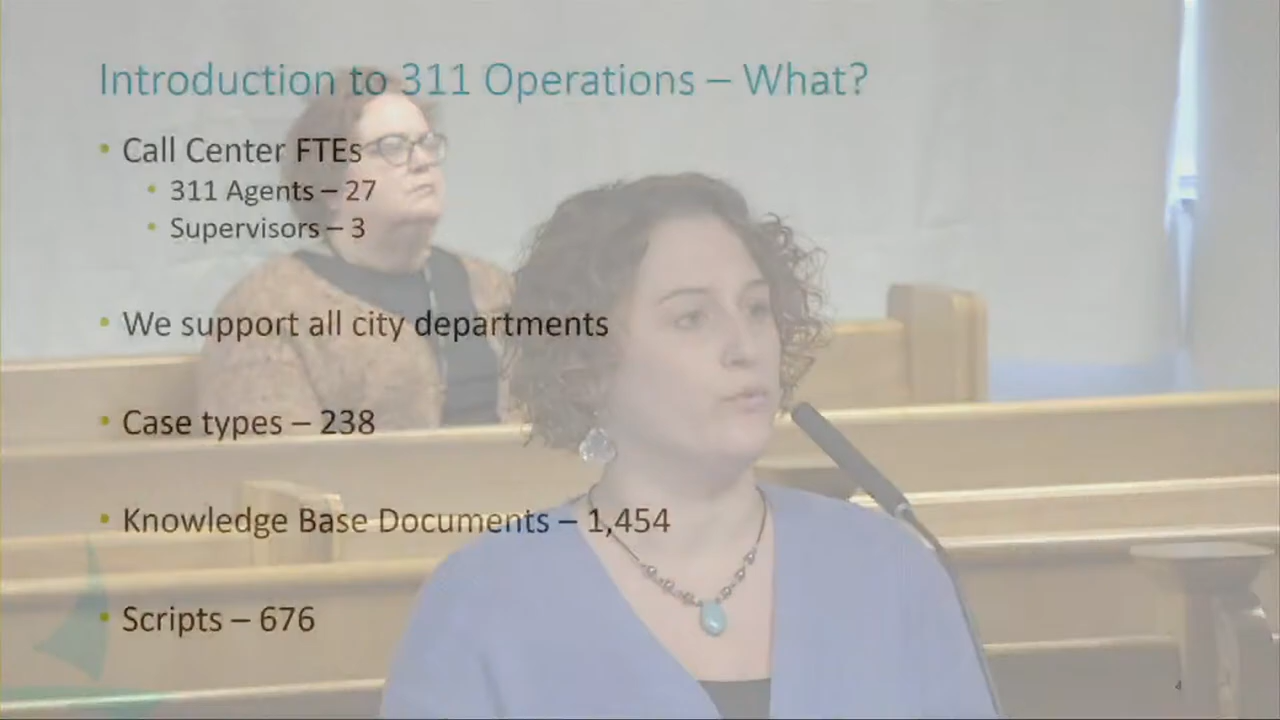 Introduction to 311 Operations – What?
• Call Center FTEs
• 311 Agents – 27
• Supervisors – 3
• We support all city departments
• Case types – 238
• Knowledge Base Documents – 1,454
• Scripts – 676
4